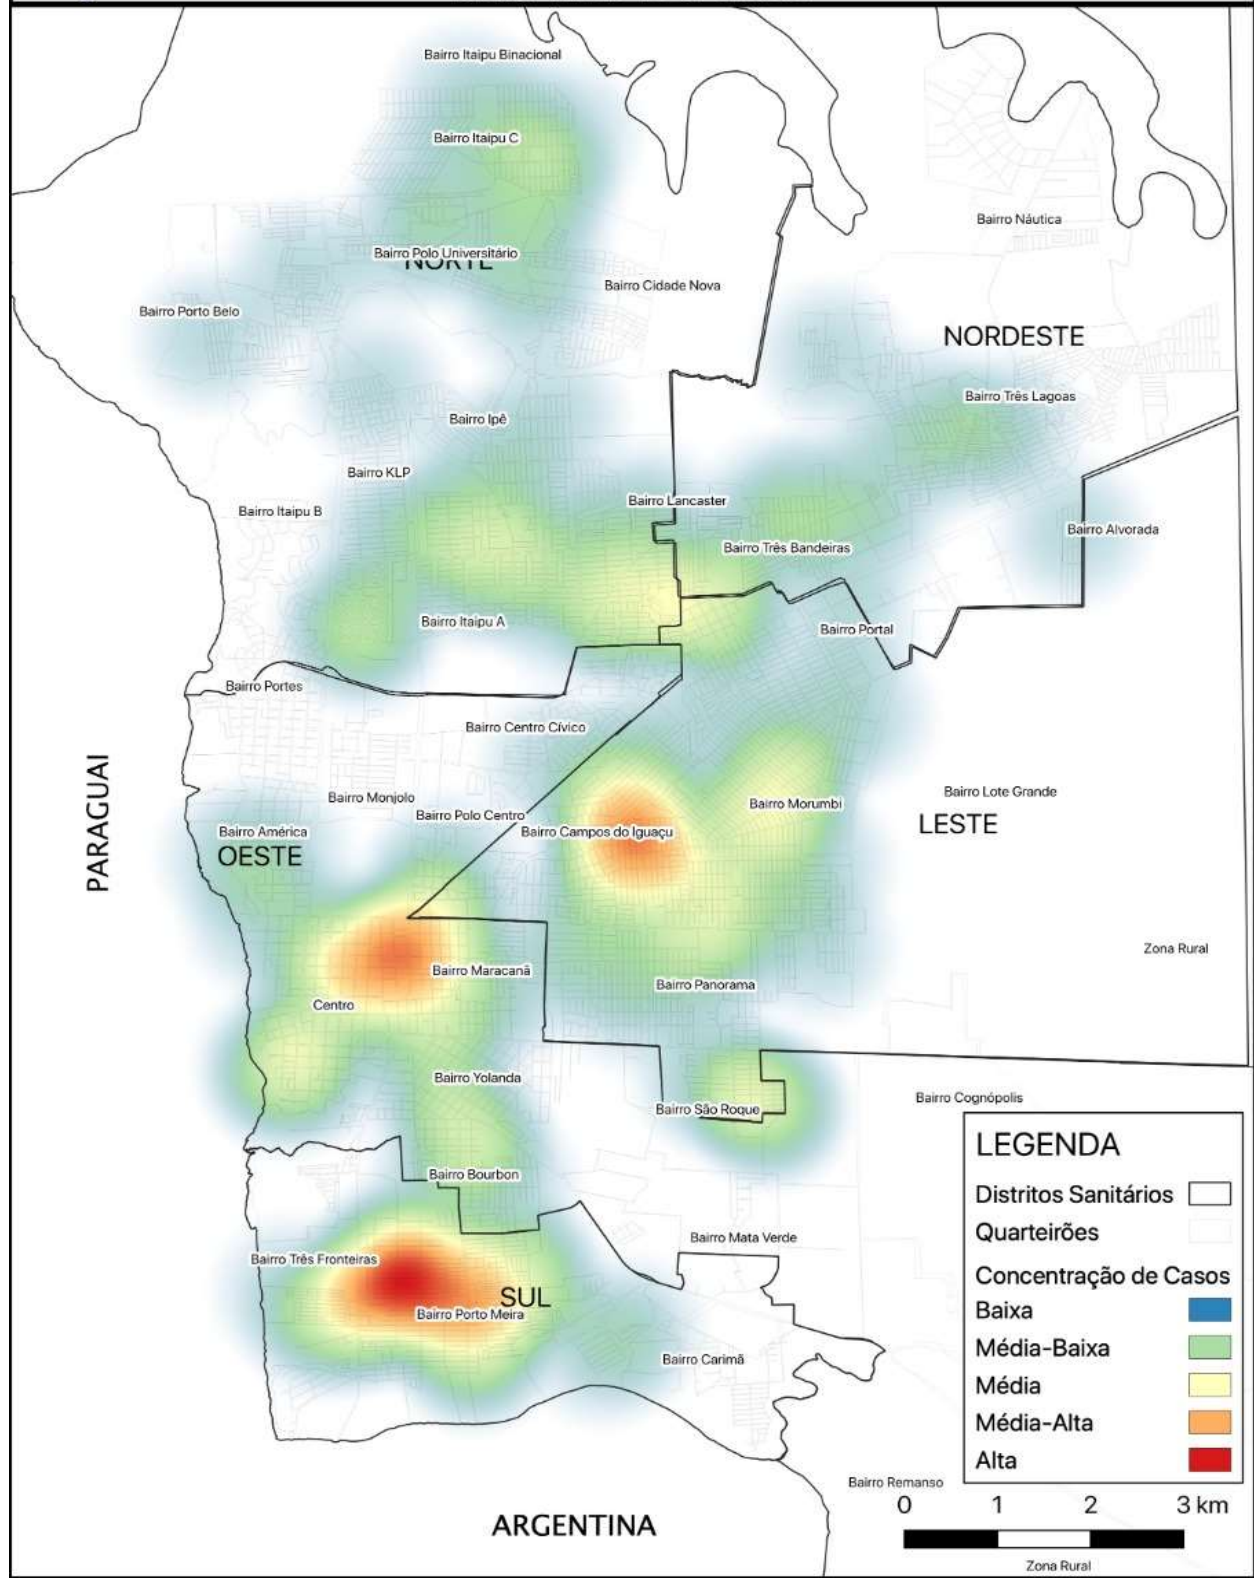 Bairro Itaipu Binacional
Bairro Itaipu C
Bairro Náutica
Bairro Polo Universitário
NORTE
Bairro Cidade Nova
Bairro Porto Belo
NORDESTE
Bairro Três Lagoas
Bairro Ipê
Bairro KLP
Bairro Lancaster
Bairro Itaipu B
Bairro Alvorada
Bairro Três Bandeiras
Bairro Itaipu A
Bairro Portal
Bairro Portes
Bairro Centro Cívico
PARAGUAI
Bairro Lote Grande
Bairro Monjolo
Bairro Morumbi
Bairro Polo Centro
LESTE
Bairro América
Bairro Campos do Iguaçu
OESTE
Zona Rural
Bairro Maracanã
Bairro Panorama
Centro
Bairro Yolanda
Bairro Cognópolis
Bairro São Roque
Bairro Bourbon
Bairro Mata Verde
Bairro Três Fronteiras
SUL
Bairro Porto Meira
Bairro Carimã
LEGENDA
Distritos Sanitários
Quarteirões
Concentração de Casos
Baixa
Média-Baixa
Média
Média-Alta
Alta
Bairro Remanso
0 1 2 3 km
ARGENTINA
Zona Rural